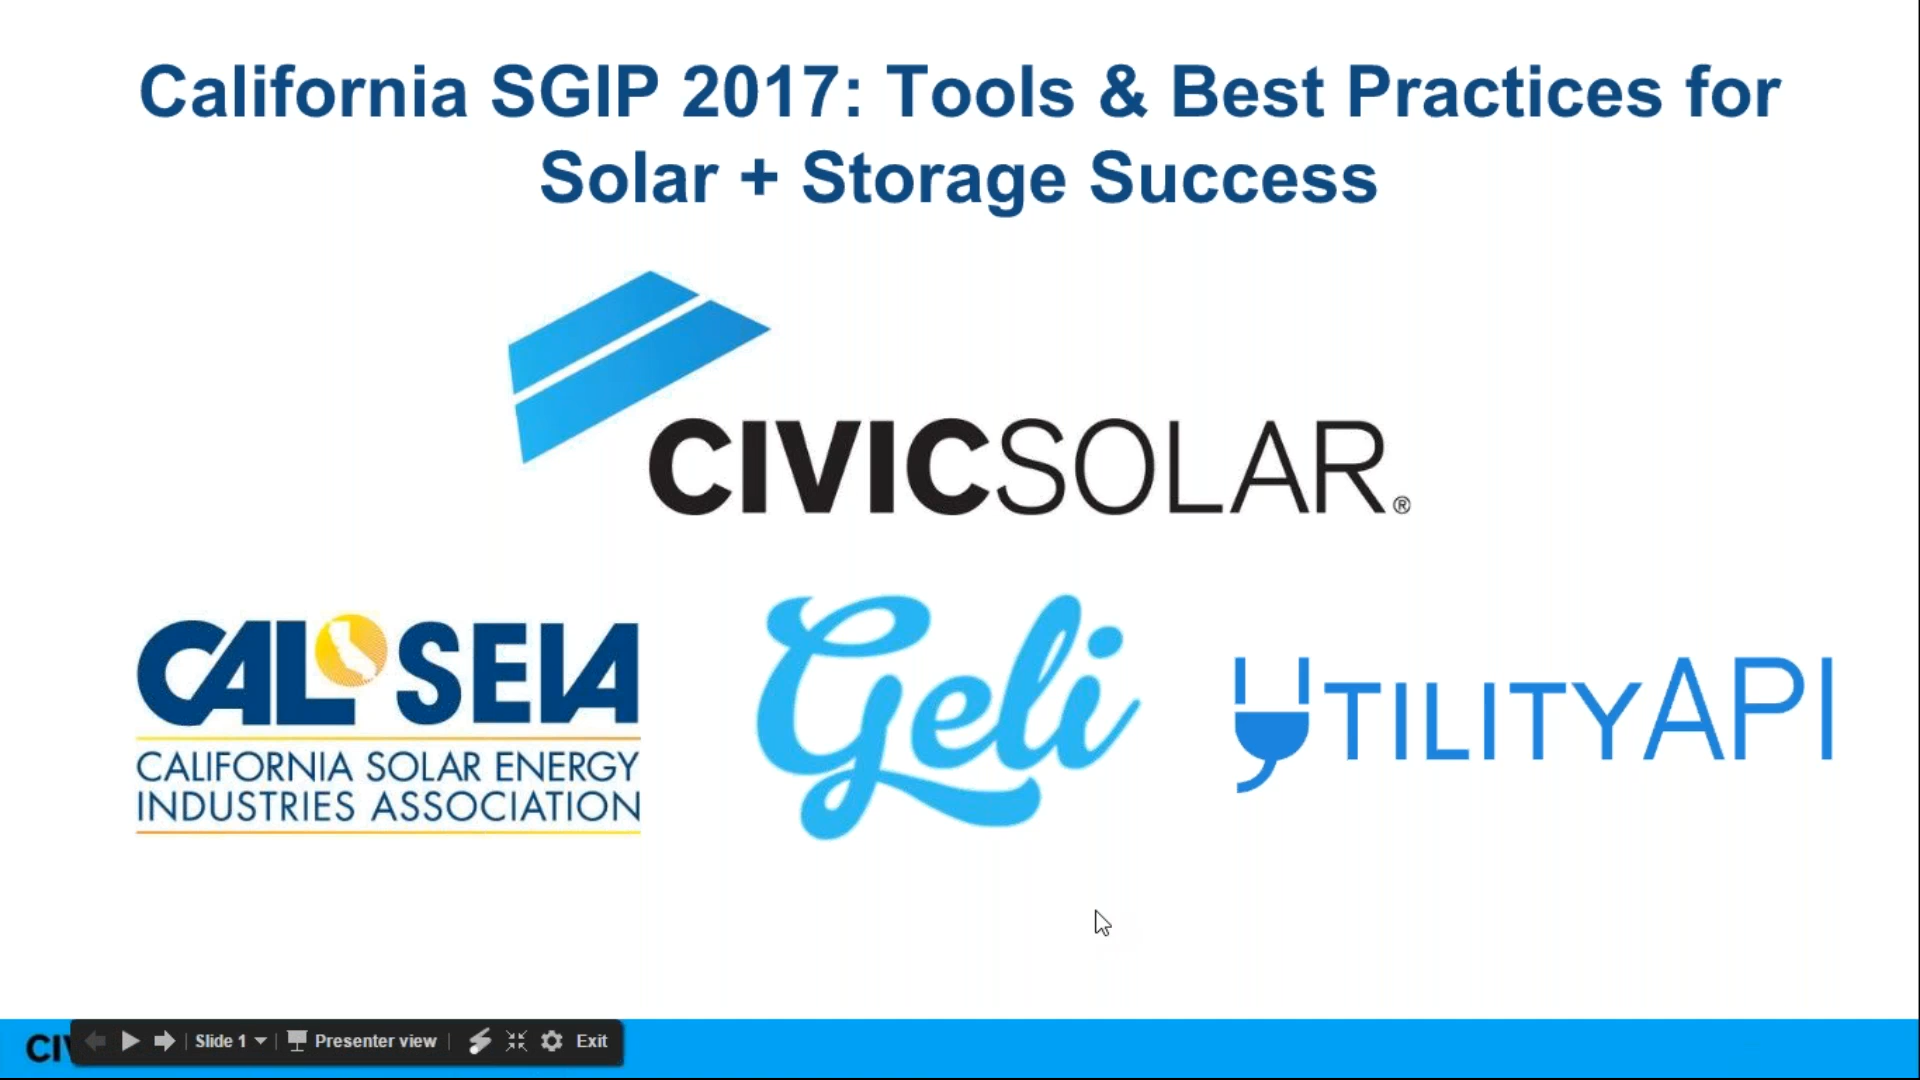 California SGIP 2017: Tools & Best Practices for
Solar + Storage Success
CIVICSOLAR®
CALSEIA
CALIFORNIA SOLAR ENERGY
INDUSTRIES ASSOCIATION
Geli
UTILITYAPI
Slide 1 Presenter view Exit